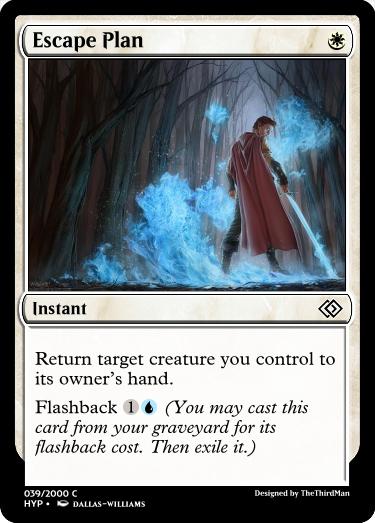 Escape Plan
Instant
Return target creature you control to
its owner's hand.
Flashback 1 (You may cast this
card from your graveyard for its
flashback cost. Then exile it.)
039/2000 C
HYP • DALLAS-WILLIAMS
Designed by TheThirdMan